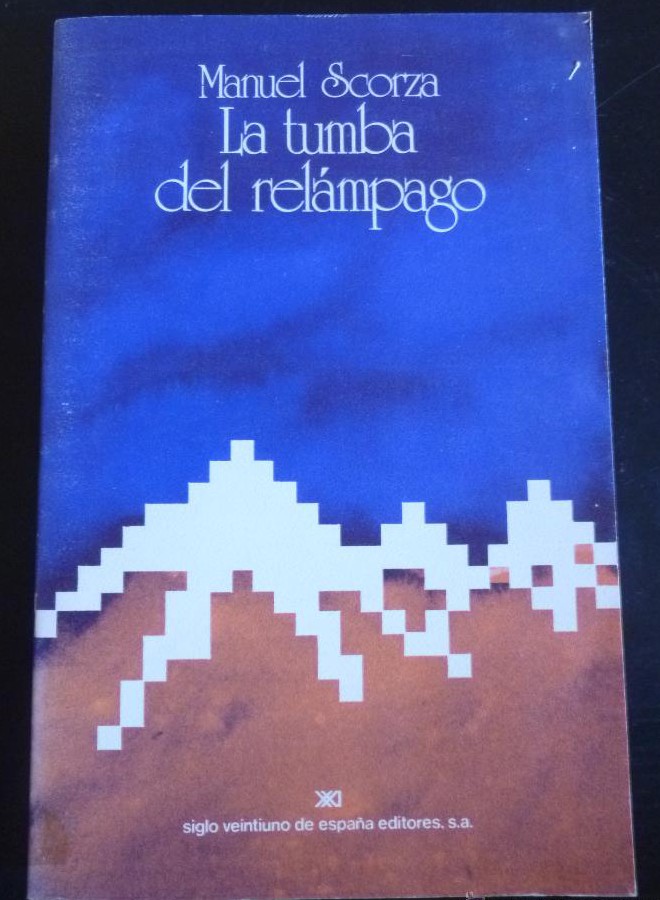 Manuel Scorza
La tumba
del relámpago
XXI
siglo veintiuno de españa editores, s.a.